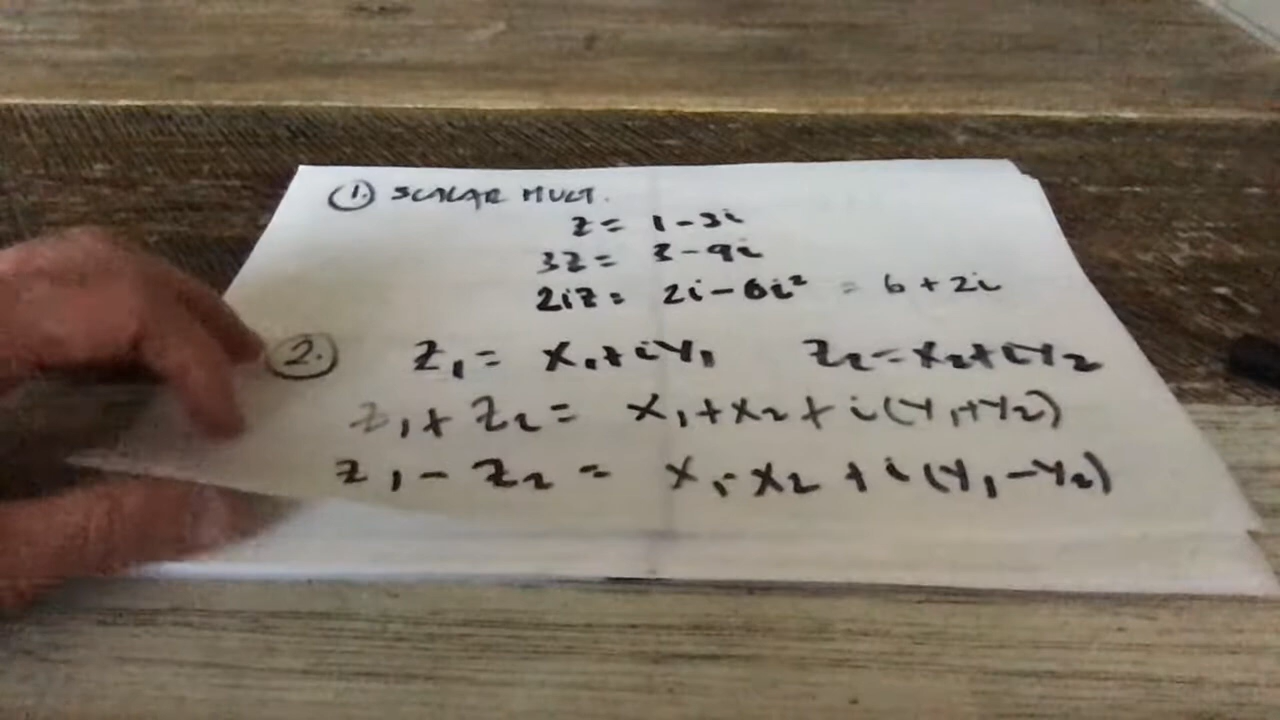 1. SCALAR MULT.
z = 1 - 3i
3z = 3 - 9i
2iz = 2i - 6i² = 6 + 2i
2. z₁ = x₁ + iy₁ z₂ = x₂ + iy₂
z₁ + z₂ = x₁ + x₂ + i(y₁ + y₂)
z₁ - z₂ = x₁ - x₂ + i(y₁ - y₂)